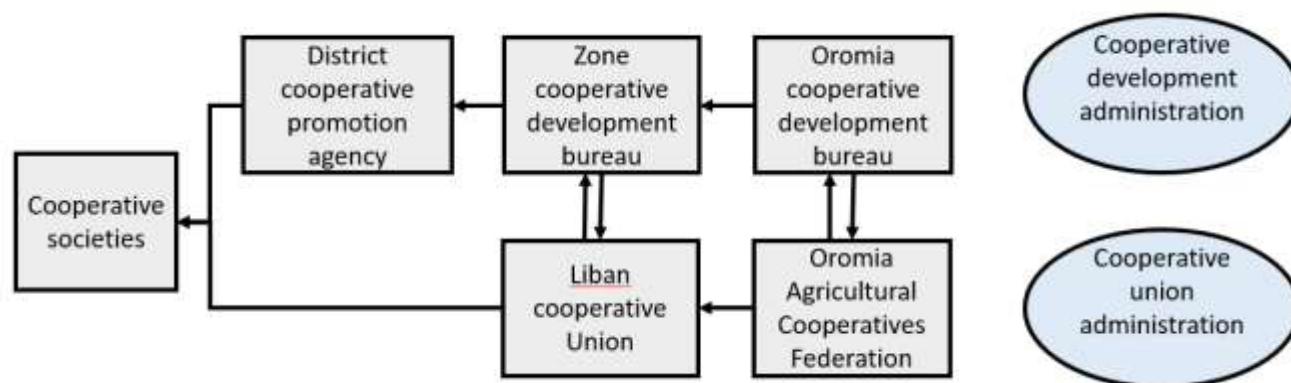 District
cooperative
promotion
agency
Zone
cooperative
development
bureau
Oromia
cooperative
development
bureau
Cooperative
development
administration
Cooperative
societies
Liban
cooperative
Union
Oromia
Agricultural
Cooperatives
Federation
Cooperative
union
administration